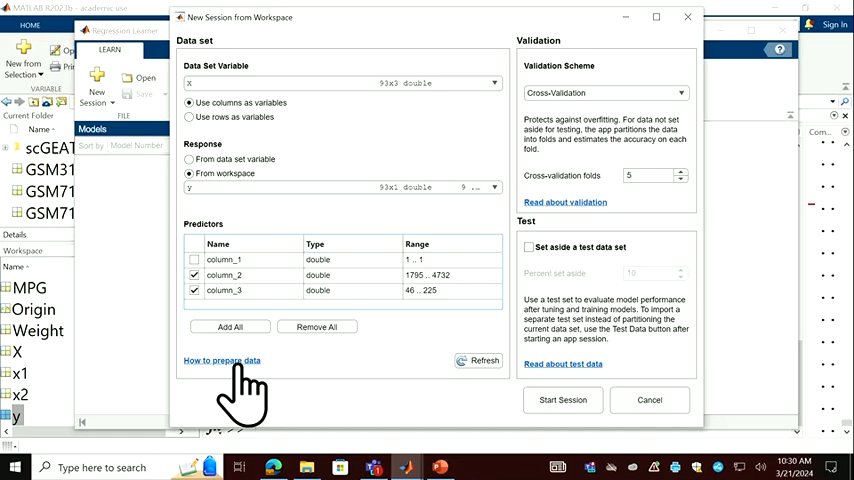 MATLAB R2023b - academic use
HOME
New
Selection
Open
VARIABLE
Current Folder
Name
scGEAT
GSM31
GSM71
GSM71
Details
Workspace
Name
MPG
Origin
Weight
X
x1
x2
y
Regression Learner
LEARN
New
Session
Open
Save
FILE
Models
Sort by Model Number
New Session from Workspace
Data set
Data Set Variable
X 93x3 double
Use columns as variables
Use rows as variables
Response
From data set variable
From workspace
y 93x1 double 9 ...
Predictors
Name Type Range
column_1 double 1 .. 1
column_2 double 1795 .. 4732
column_3 double 46 .. 225
Add All Remove All
How to prepare data
Refresh
Validation
Validation Scheme
Cross-Validation
Protects against overfitting. For data not set
aside for testing, the app partitions the data
into folds and estimates the accuracy on each
fold.
Cross-validation folds 5
Read about validation
Test
Set aside a test data set
Percent set aside 10
Use a test set to evaluate model performance
after tuning and training models. To import a
separate test set instead of partitioning the
current data set, use the Test Data button after
starting an app session.
Read about test data
Start Session Cancel
Sign In
Com...
Type here to search
10:30 AM
3/21/2024